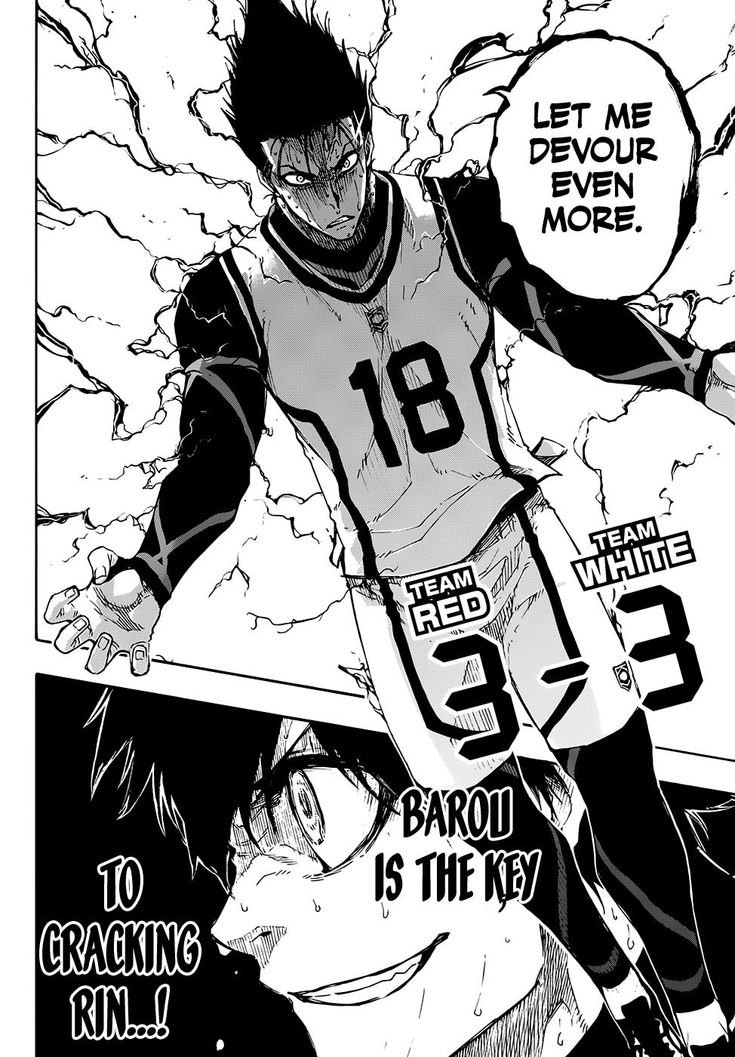 LET ME
DEVOUR
EVEN
MORE.
18
TEAM
RED
3 - 3
TEAM
WHITE
BAROU
IS THE KEY
TO
CRACKING
RIN...!